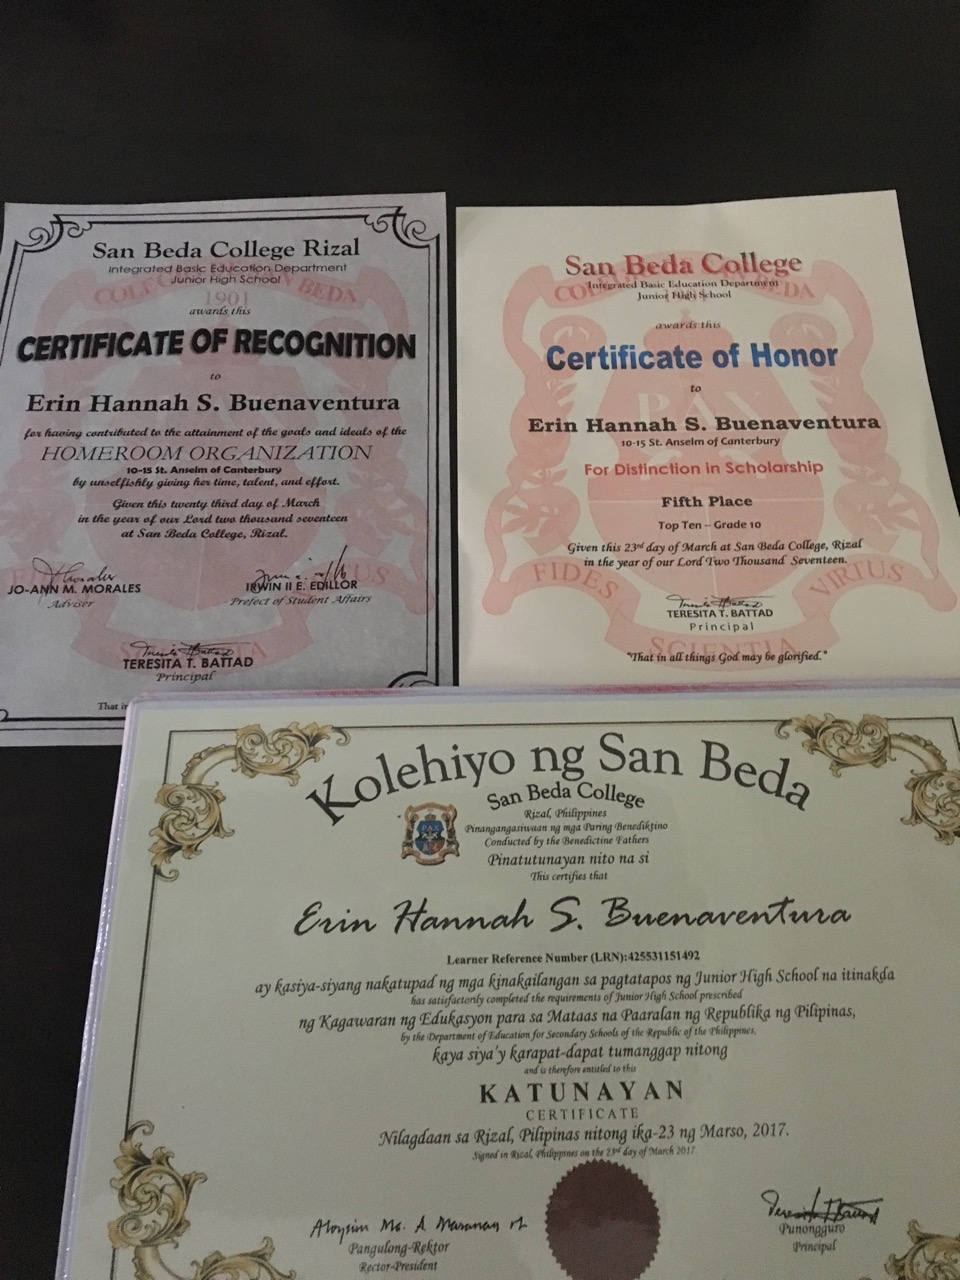 San Beda College Rizal
Integrated Basic Education Department
Junior High School
1901
awards this
CERTIFICATE OF RECOGNITION
to
Erin Hannah S. Buenaventura
for having contributed to the attainment of the goals and ideals of the
HOMEROOM ORGANIZATION
10-15 St. Anselm of Canterbury
by unselfishly giving her time, talent, and effort.
Given this twenty third day of March
in the year of our Lord two thousand seventeen
at San Beda College, Rizal.
JO-ANN M. MORALES
Adviser
IRWIN II E. EDILLOR
Prefect of Student Affairs
TERESITA T. BATTAD
Principal
That in
San Beda College
Integrated Basic Education Department
Junior High School
awards this
Certificate of Honor
to
Erin Hannah S. Buenaventura
10-15 St. Anselm of Canterbury
For Distinction in Scholarship
Fifth Place
Top Ten – Grade 10
Given this 23rd day of March at San Beda College, Rizal
in the year of our Lord Two Thousand Seventeen.
FIDES
VIRTUS
TERESITA T. BATTAD
Principal
SCIENTIA
"That in all things God may be glorified."
Kolehiyo ng San Beda
San Beda College
Rizal, Philippines
Pinangangasiwaan ng mga Paring Benediktino
Conducted by the Benedictine Fathers
Pinatutunayan nito na si
This certifies that
Erin Hannah S. Buenaventura
Learner Reference Number (LRN):425531151492
ay kasiya-siyang nakatupad ng mga kinakailangan sa pagtatapos ng Junior High School na itinakda
has satisfactorily completed the requirements of Junior High School prescribed
ng Kagawaran ng Edukasyon para sa Mataas na Paaralan ng Republika ng Pilipinas,
by the Department of Education for Secondary Schools of the Republic of the Philippines,
kaya siya'y karapat-dapat tumanggap nitong
and is therefore entitled to this
KATUNAYAN
CERTIFICATE
Nilagdaan sa Rizal, Pilipinas nitong ika-23 ng Marso, 2017.
Signed in Rizal, Philippines on the 23rd day of March 2017.
Pangulong-Rektor
Rector-President
Punongguro
Principal